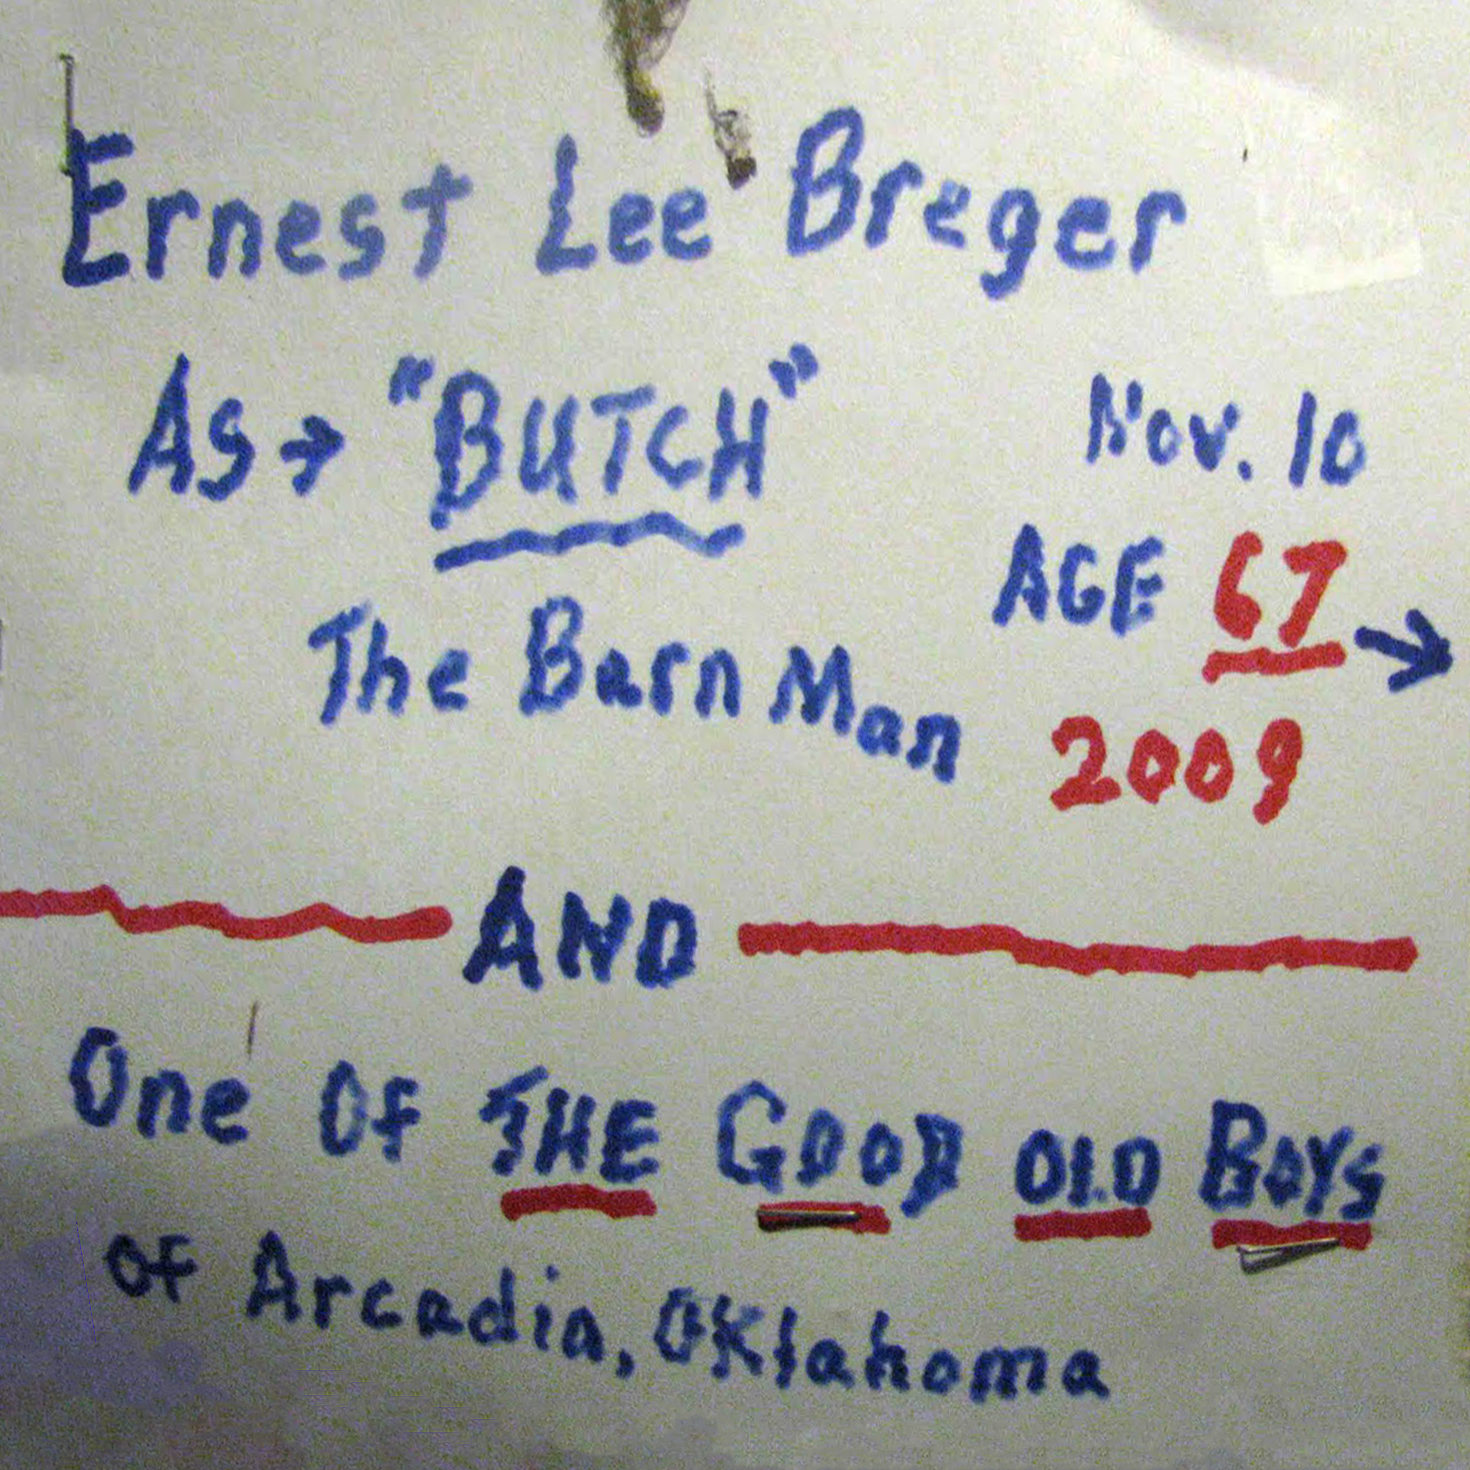 Ernest Lee Breger
As → "BUTCH"
Nov. 10
The Barn Man
AGE 67 →
2009
AND
One Of THE GOOD OLD BOYS
of Arcadia, OKlahoma